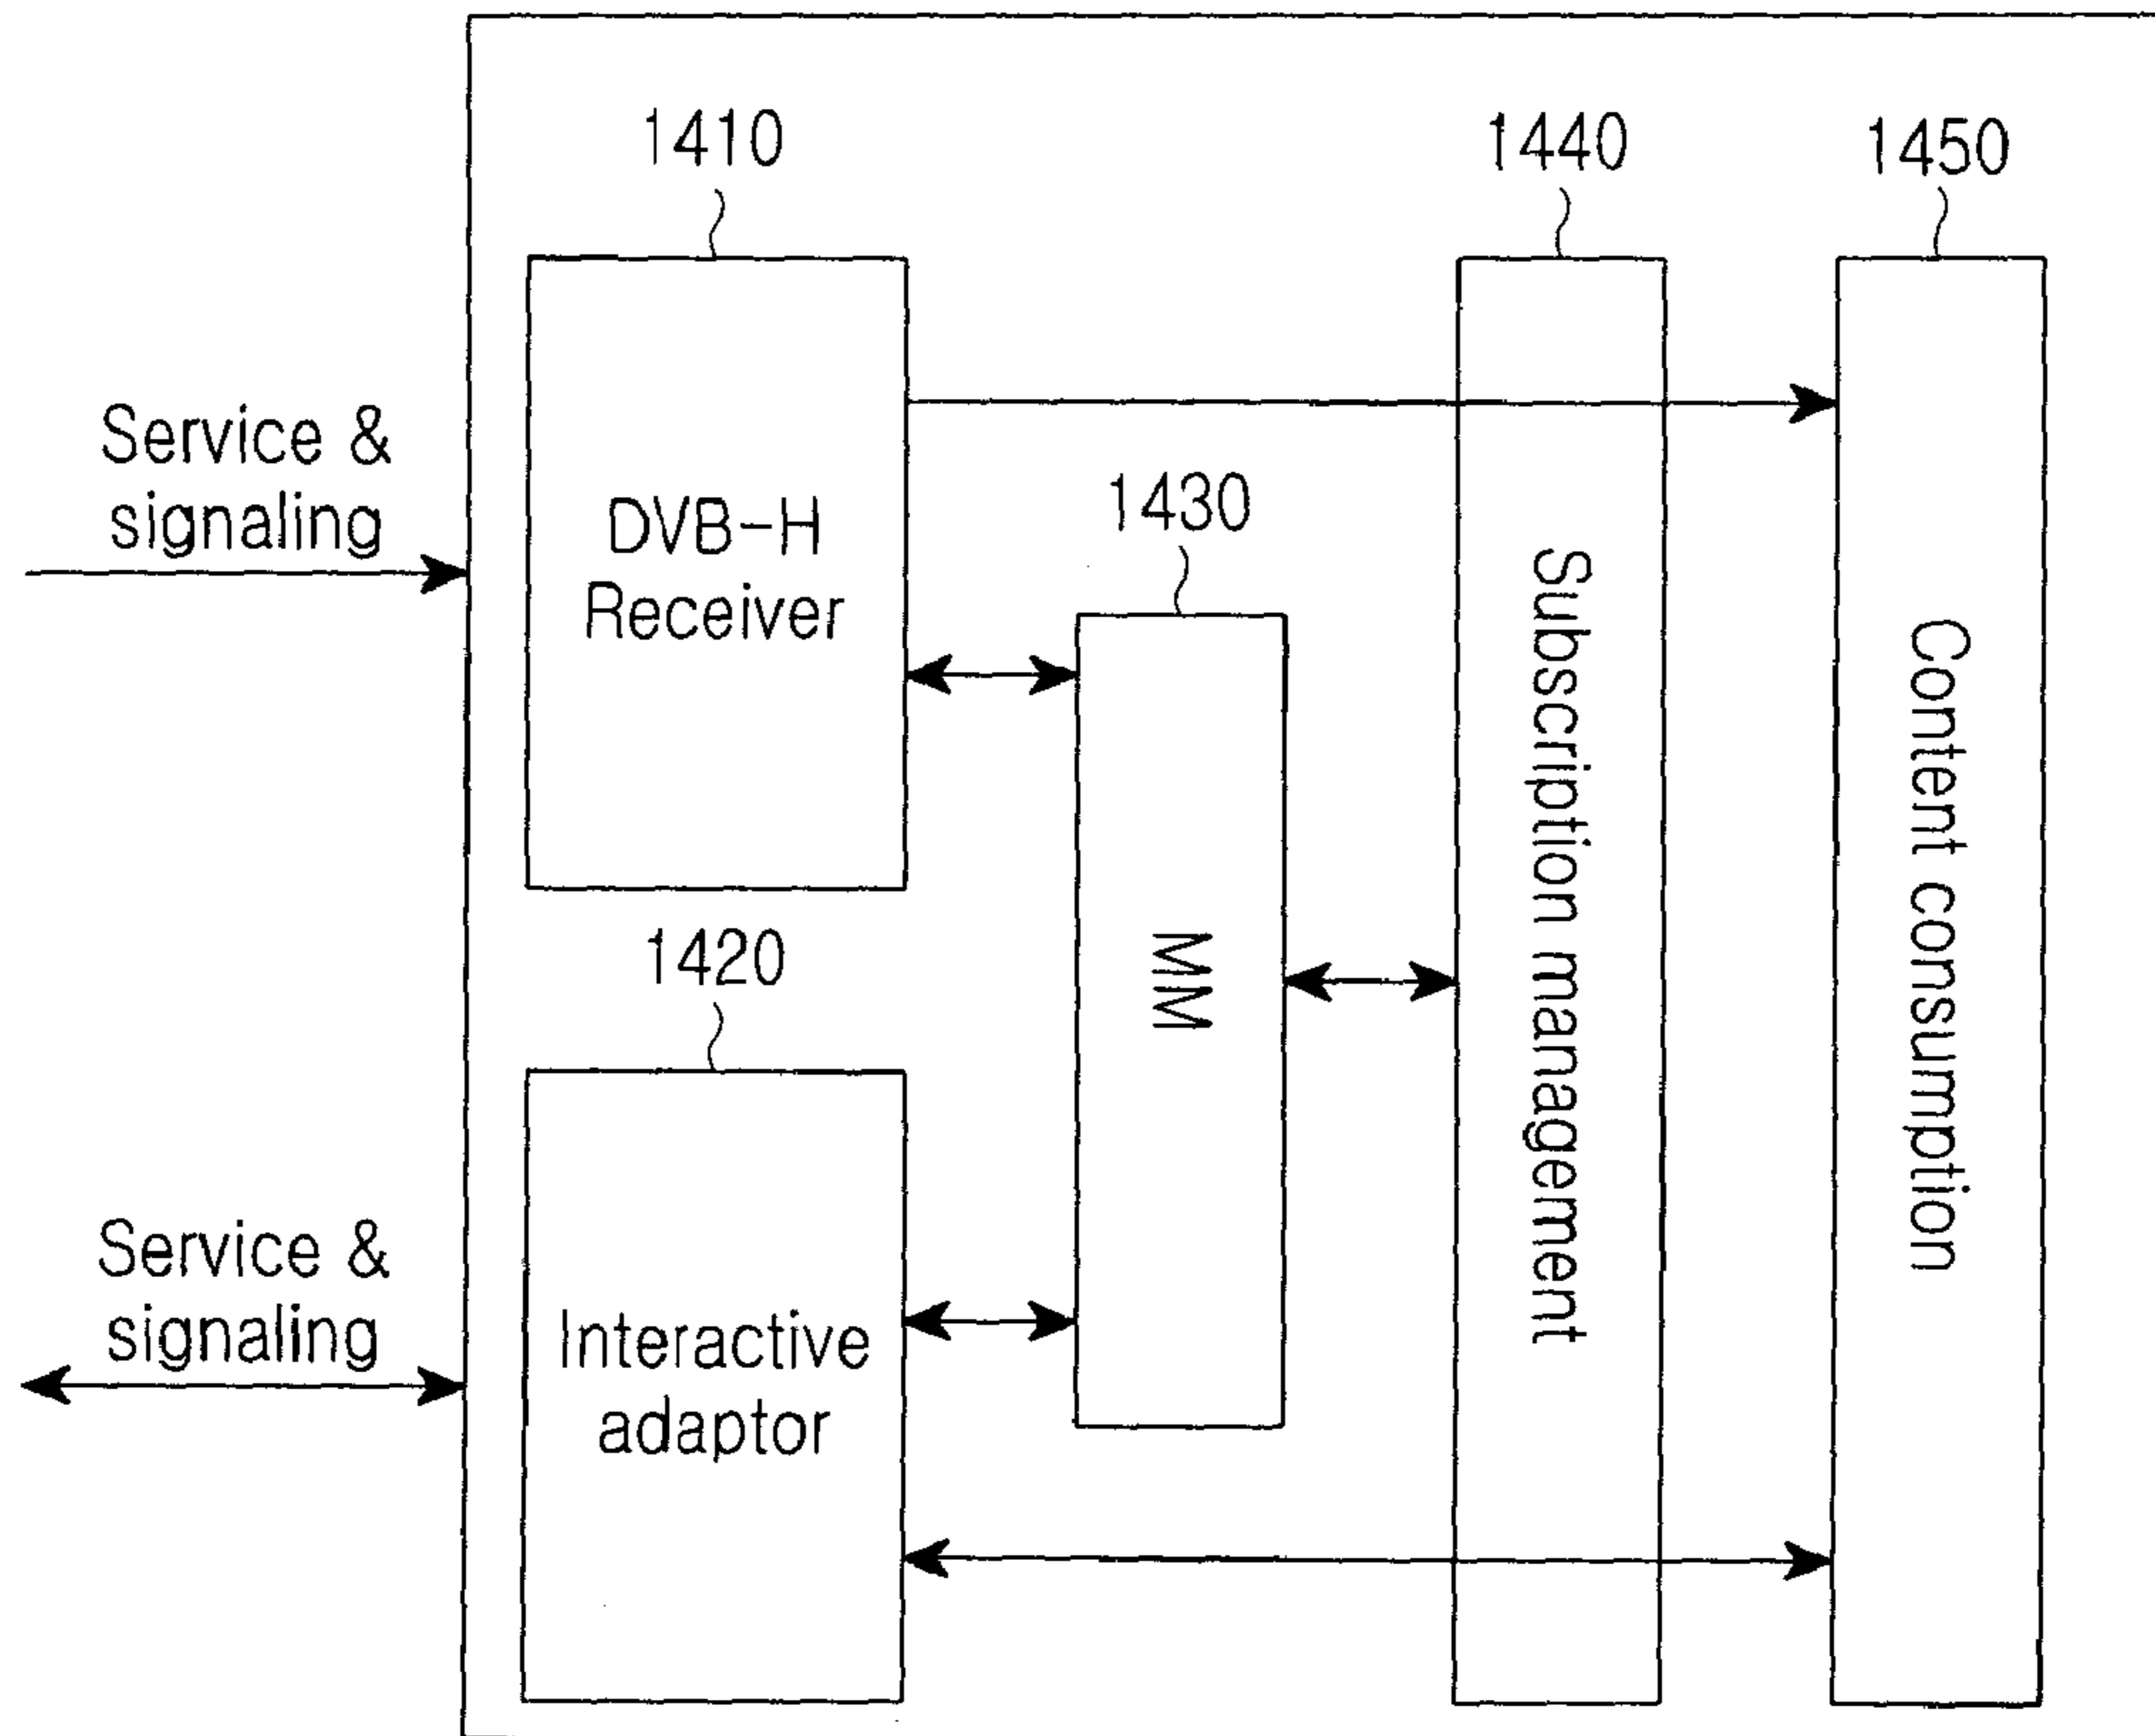 1410
1440
1450
Service &
signaling
DVB-H
Receiver
1430
Subscription management
Content consumption
1420
MM
Service &
signaling
Interactive
adaptor